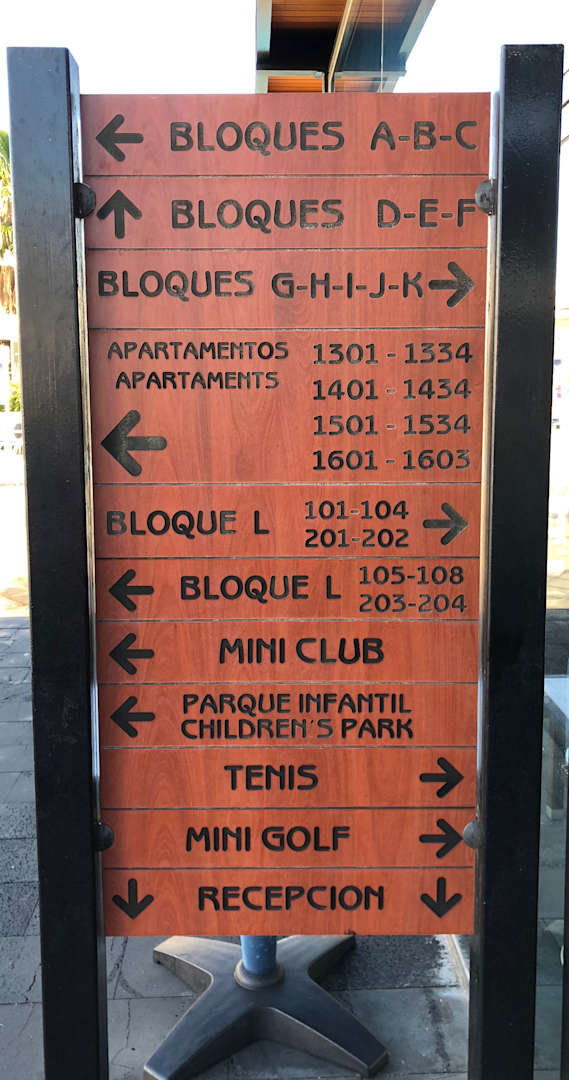 ← BLOQUES A-B-C
↑ BLOQUES D-E-F
BLOQUES G-H-I-J-K →
APARTAMENTOS 1301 - 1334
APARTAMENTS 1401 - 1434
← 1501 - 1534
1601 - 1603
BLOQUE L 101-104 →
201-202
← BLOQUE L 105-108
203-204
← MINI CLUB
← PARQUE INFANTIL
CHILDREN'S PARK
TENIS →
MINI GOLF →
↓ RECEPCION ↓